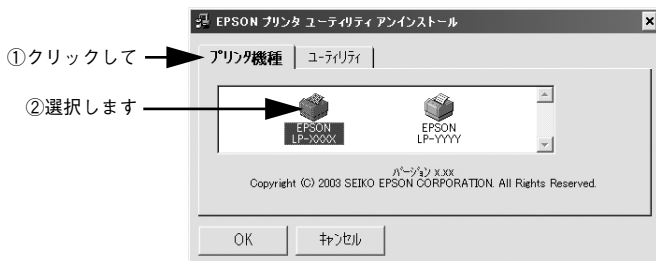 EPSON プリンタ ユーティリティ アンインストール
①クリックして
プリンタ機種
ユーティリティ
②選択します
EPSON
LP-XXXX
EPSON
LP-YYYY
バージョン x.xx
Copyright (C) 2003 SEIKO EPSON CORPORATION. All Rights Reserved.
OK
キャンセル